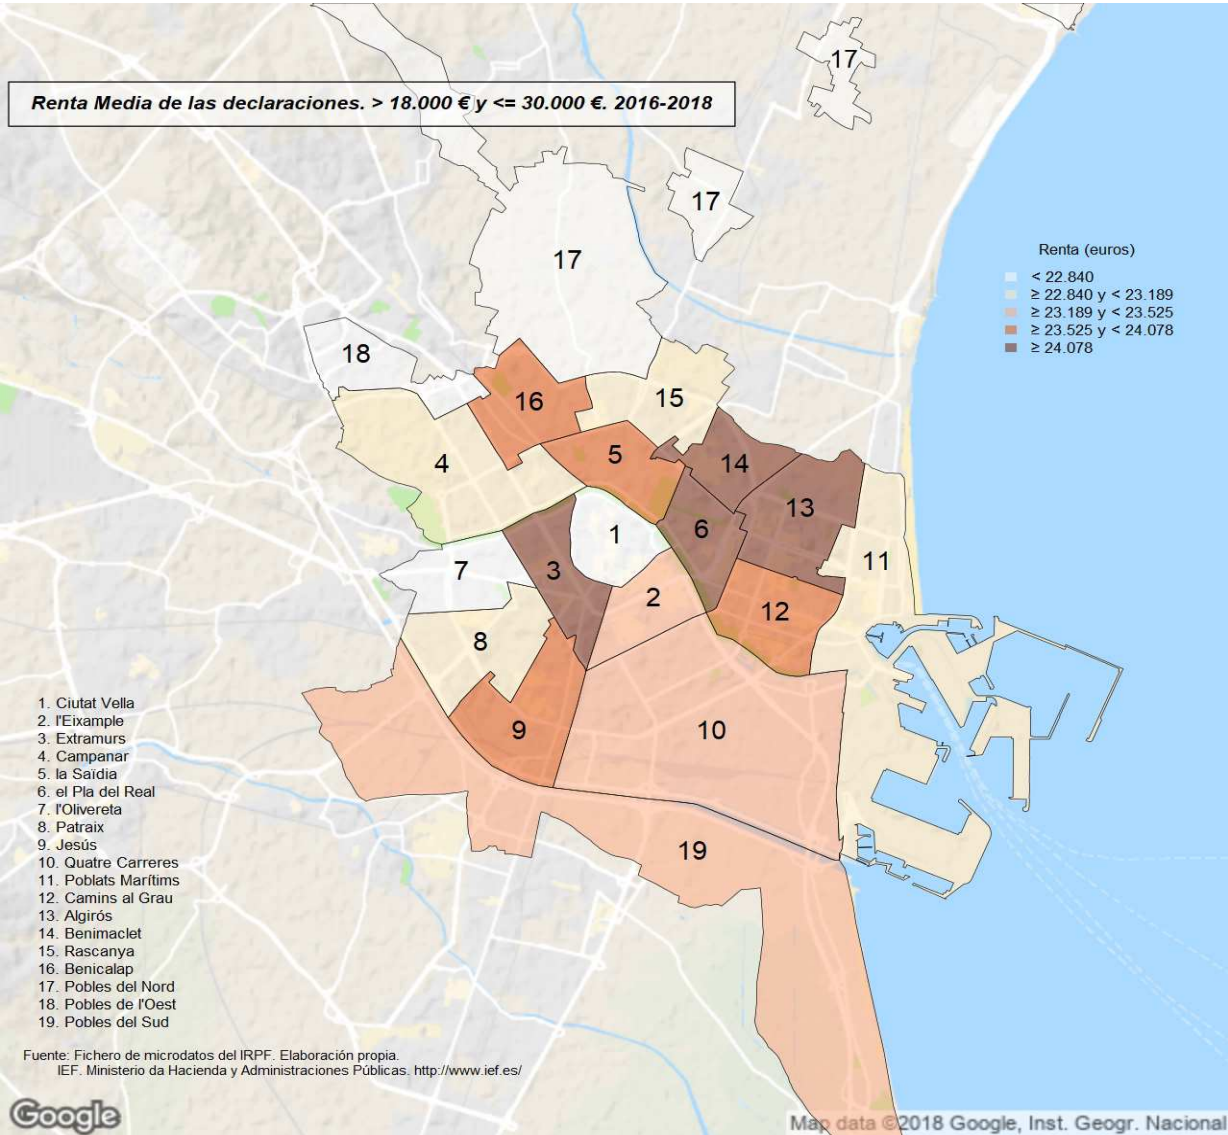 17
Renta Media de las declaraciones. > 18.000 € y <= 30.000 €. 2016-2018
17
17
Renta (euros)
< 22.840
≥ 22.840 y < 23.189
≥ 23.189 y < 23.525
≥ 23.525 y < 24.078
≥ 24.078
18
16
15
4
5
14
13
6
1
11
7
3
2
12
8
9
10
19
1. Ciutat Vella
2. l'Eixample
3. Extramurs
4. Campanar
5. la Saïdia
6. el Pla del Real
7. l'Olivereta
8. Patraix
9. Jesús
10. Quatre Carreres
11. Poblats Marítims
12. Camins al Grau
13. Algirós
14. Benimaclet
15. Rascanya
16. Benicalap
17. Pobles del Nord
18. Pobles de l'Oest
19. Pobles del Sud
Fuente: Fichero de microdatos del IRPF. Elaboración propia.
IEF. Ministerio da Hacienda y Administraciones Públicas. http://www.ief.es/
Google
Map data ©2018 Google, Inst. Geogr. Nacional